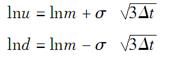 lnu = lnm + σ √3Δt
lnd = lnm − σ √3Δt